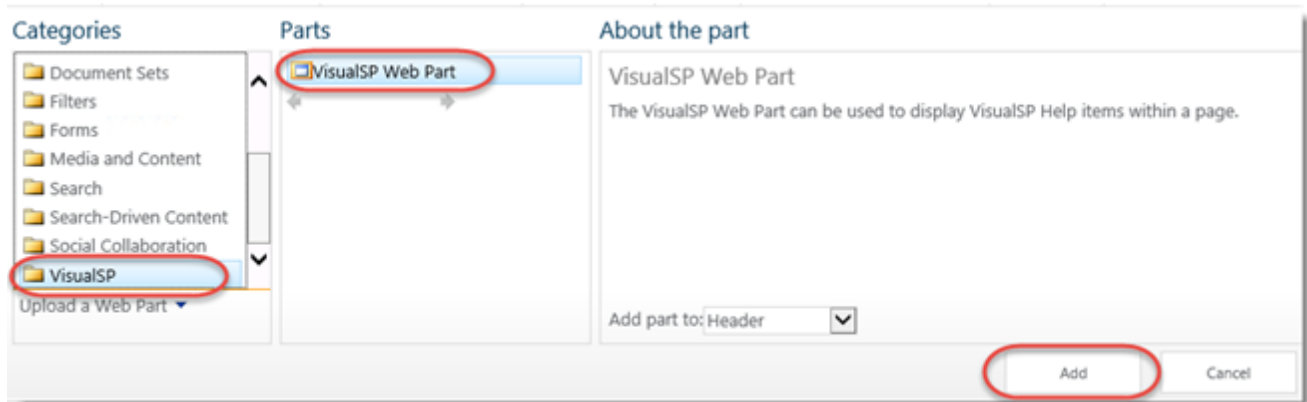 Categories
Document Sets
Filters
Forms
Media and Content
Search
Search-Driven Content
Social Collaboration
VisualSP
Upload a Web Part
Parts
VisualSP Web Part
About the part
VisualSP Web Part
The VisualSP Web Part can be used to display VisualSP Help items within a page.
Add part to: Header
Add
Cancel